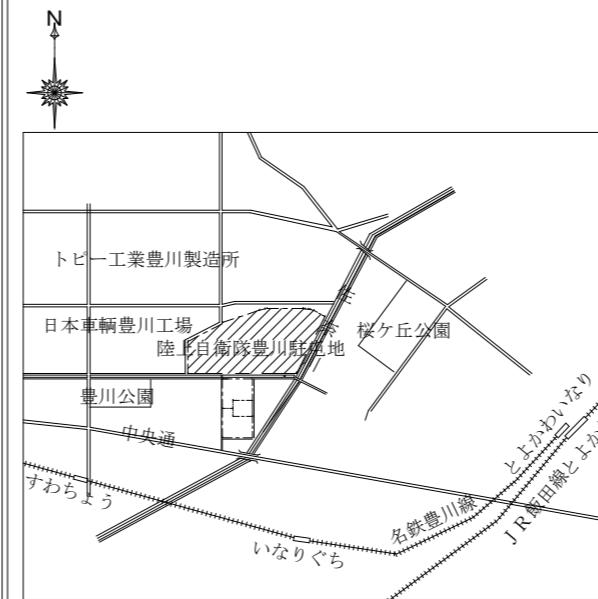 N
トピー工業豊川製造所
日本車輌豊川工場
陸上自衛隊豊川駐屯地
桜ケ丘公園
豊川公園
中央通
すわちょう
いなりぐち
名鉄豊川線
とよかわいなり
JR飯田線とよか